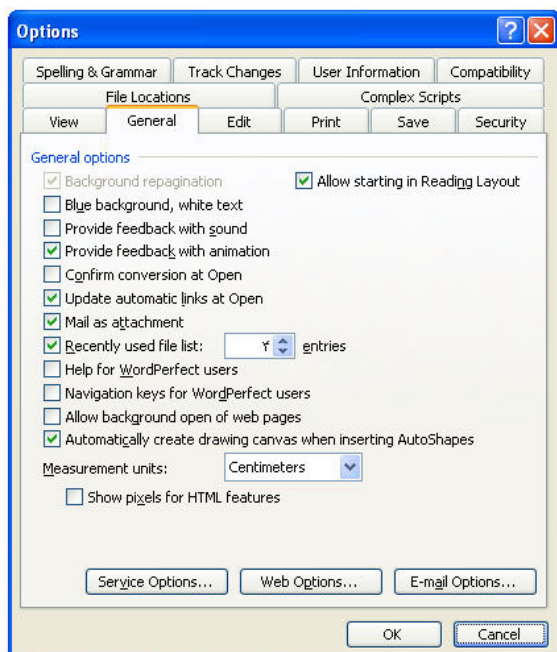 Options
Spelling & Grammar Track Changes User Information Compatibility
File Locations Complex Scripts
View General Edit Print Save Security
General options
Background repagination Allow starting in Reading Layout
Blue background, white text
Provide feedback with sound
Provide feedback with animation
Confirm conversion at Open
Update automatic links at Open
Mail as attachment
Recently used file list: entries
Help for WordPerfect users
Navigation keys for WordPerfect users
Allow background open of web pages
Automatically create drawing canvas when inserting AutoShapes
Measurement units: Centimeters
Show pixels for HTML features
Service Options... Web Options... E-mail Options...
OK Cancel